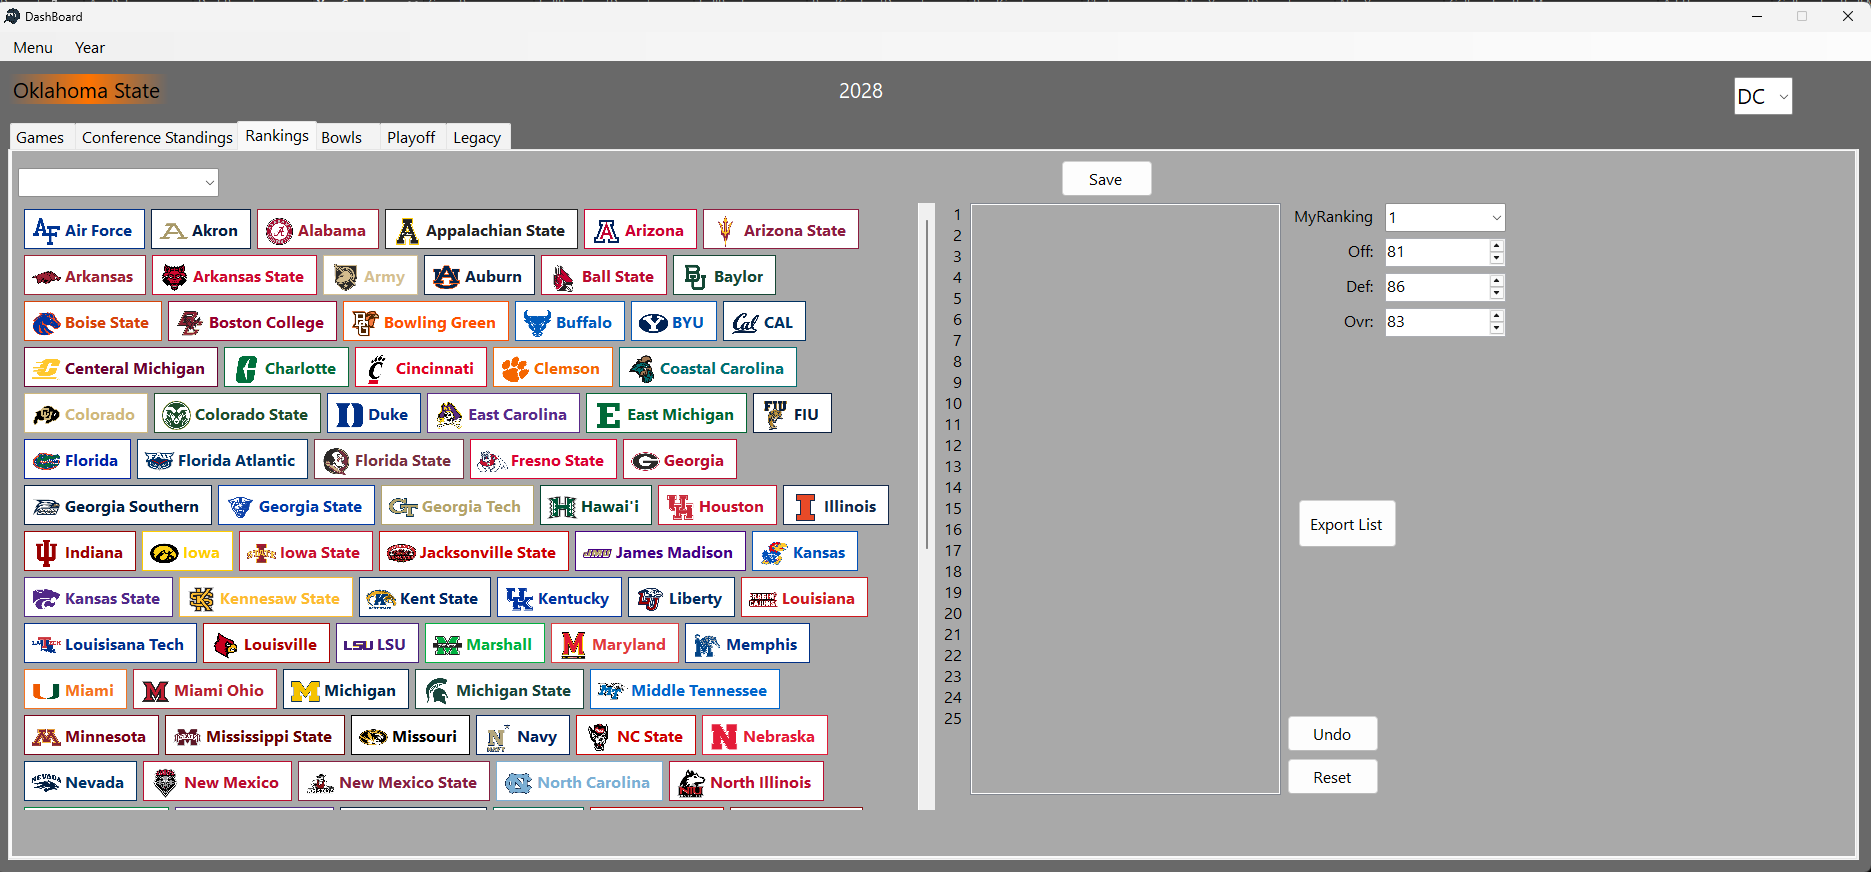 DashBoard
Menu Year
Oklahoma State 2028 DC
Games Conference Standings Rankings Bowls Playoff Legacy
Save
Air Force Akron Alabama Appalachian State Arizona Arizona State
Arkansas Arkansas State Army Auburn Ball State Baylor
Boise State Boston College Bowling Green Buffalo BYU CAL
Central Michigan Charlotte Cincinnati Clemson Coastal Carolina
Colorado Colorado State Duke East Carolina East Michigan FIU
Florida Florida Atlantic Florida State Fresno State Georgia
Georgia Southern Georgia State Georgia Tech Hawai'i Houston Illinois
Indiana Iowa Iowa State Jacksonville State James Madison Kansas
Kansas State Kennesaw State Kent State Kentucky Liberty Louisiana
Louisisana Tech Louisville LSU Marshall Maryland Memphis
Miami Miami Ohio Michigan Michigan State Middle Tennessee
Minnesota Mississippi State Missouri Navy NC State Nebraska
Nevada New Mexico New Mexico State North Carolina North Illinois
1
2
3
4
5
6
7
8
9
10
11
12
13
14
15
16
17
18
19
20
21
22
23
24
25
MyRanking 1
Off: 81
Def: 86
Ovr: 83
Export List
Undo
Reset